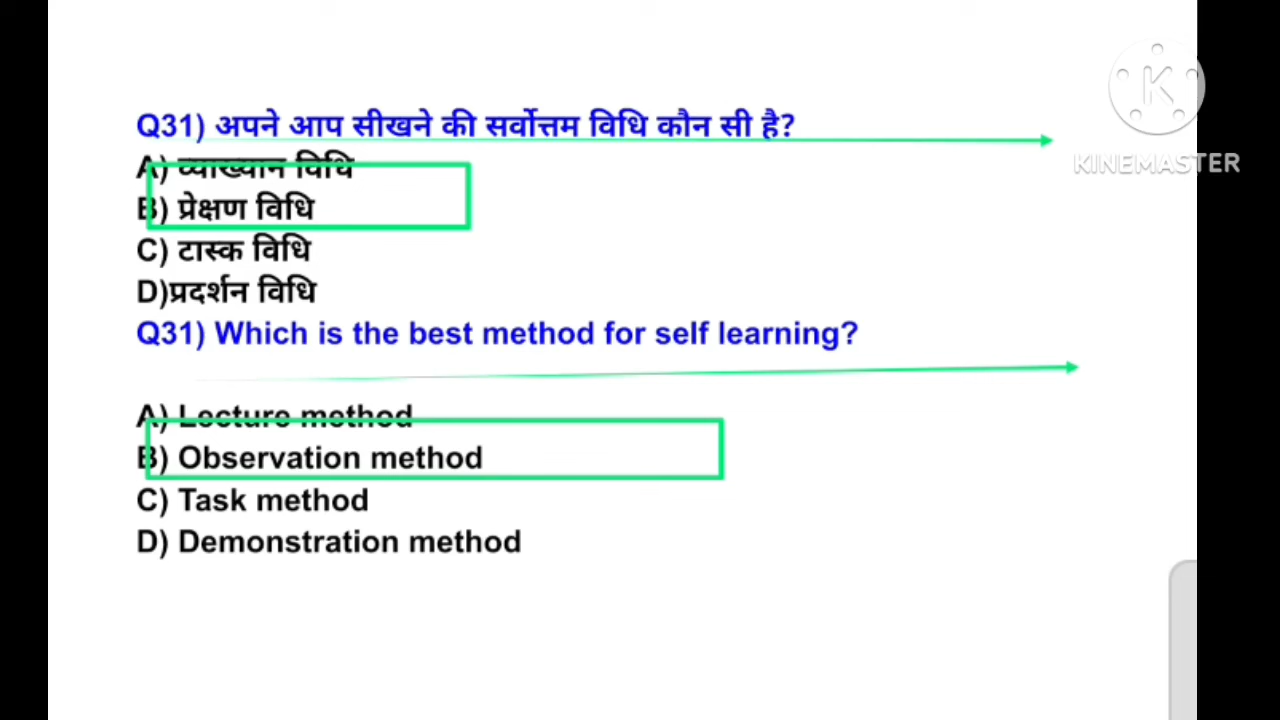 Q31) अपने आप सीखने की सर्वोत्तम विधि कौन सी है?
A) व्याख्यान विधि
B) प्रेक्षण विधि
C) टास्क विधि
D)प्रदर्शन विधि
Q31) Which is the best method for self learning?
A) Lecture method
B) Observation method
C) Task method
D) Demonstration method
K
KINEMASTER